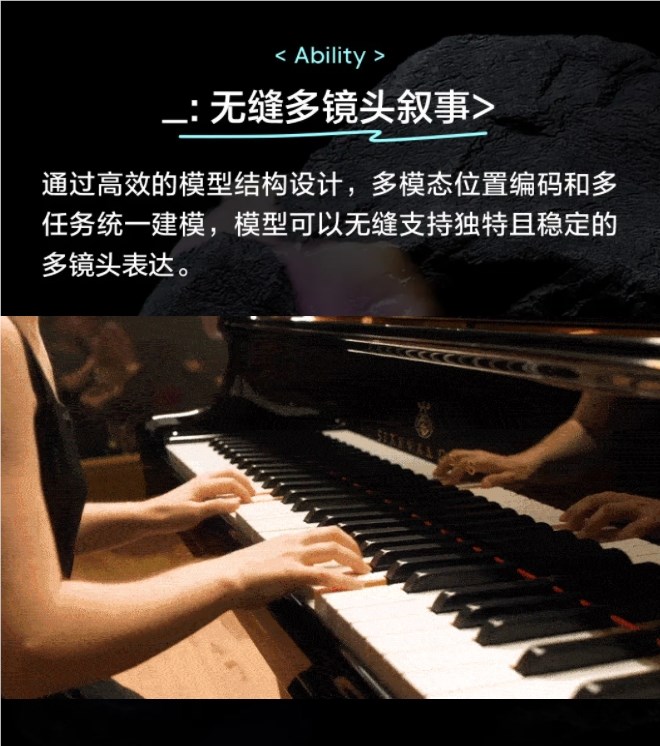 < Ability >
_: 无缝多镜头叙事>
通过高效的模型结构设计，多模态位置编码和多
任务统一建模，模型可以无缝支持独特且稳定的
多镜头表达。